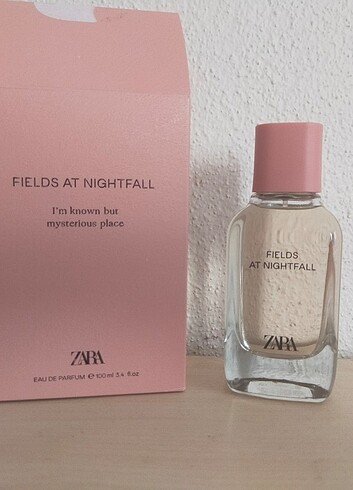 FIELDS AT NIGHTFALL
I'm known but
mysterious place
ZARA
EAU DE PARFUM ℮ 100 ml 3.4 fl.oz
FIELDS
AT NIGHTFALL
ZARA